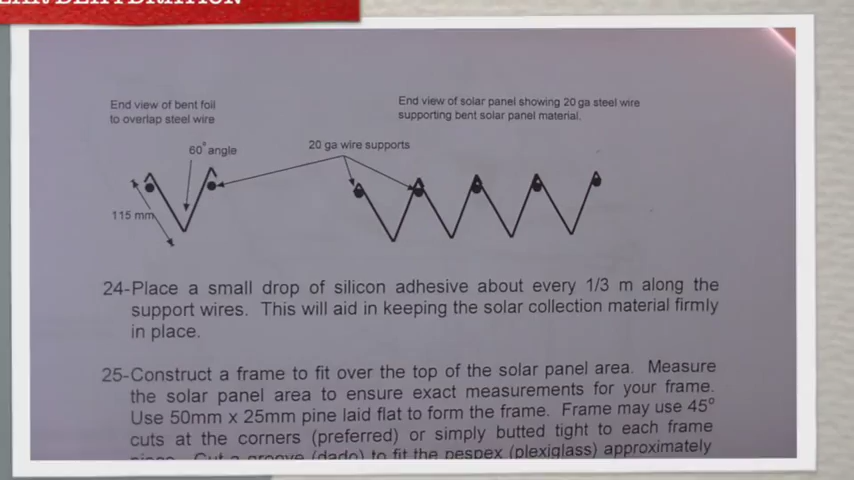 End view of bent foil
to overlap steel wire
End view of solar panel showing 20 ga steel wire
supporting bent solar panel material.
60° angle
20 ga wire supports
115 mm
24-Place a small drop of silicon adhesive about every 1/3 m along the
support wires. This will aid in keeping the solar collection material firmly
in place.
25-Construct a frame to fit over the top of the solar panel area. Measure
the solar panel area to ensure exact measurements for your frame.
Use 50mm x 25mm pine laid flat to form the frame. Frame may use 45°
cuts at the corners (preferred) or simply butted tight to each frame
Cut a groove (dado) to fit the pespex (plexiglass) approximately